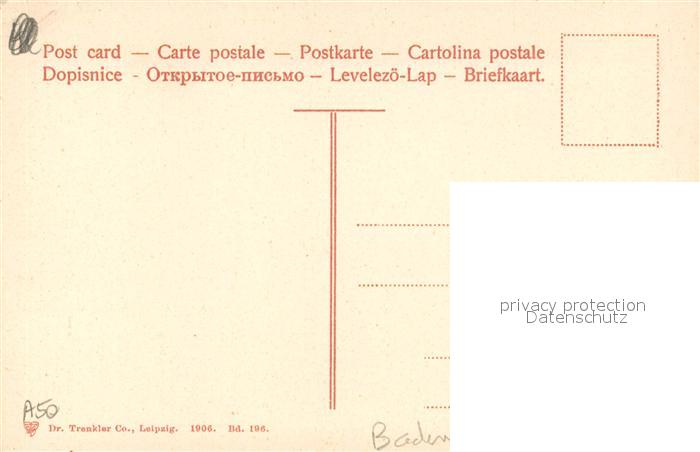 Post card — Carte postale — Postkarte — Cartolina postale
Dopisnice - Открытое-письмо – Levelezö-Lap – Briefkaart.
privacy protection
Datenschutz
A50
Dr. Trenkler Co., Leipzig. 1906. Bd. 196.
Baden